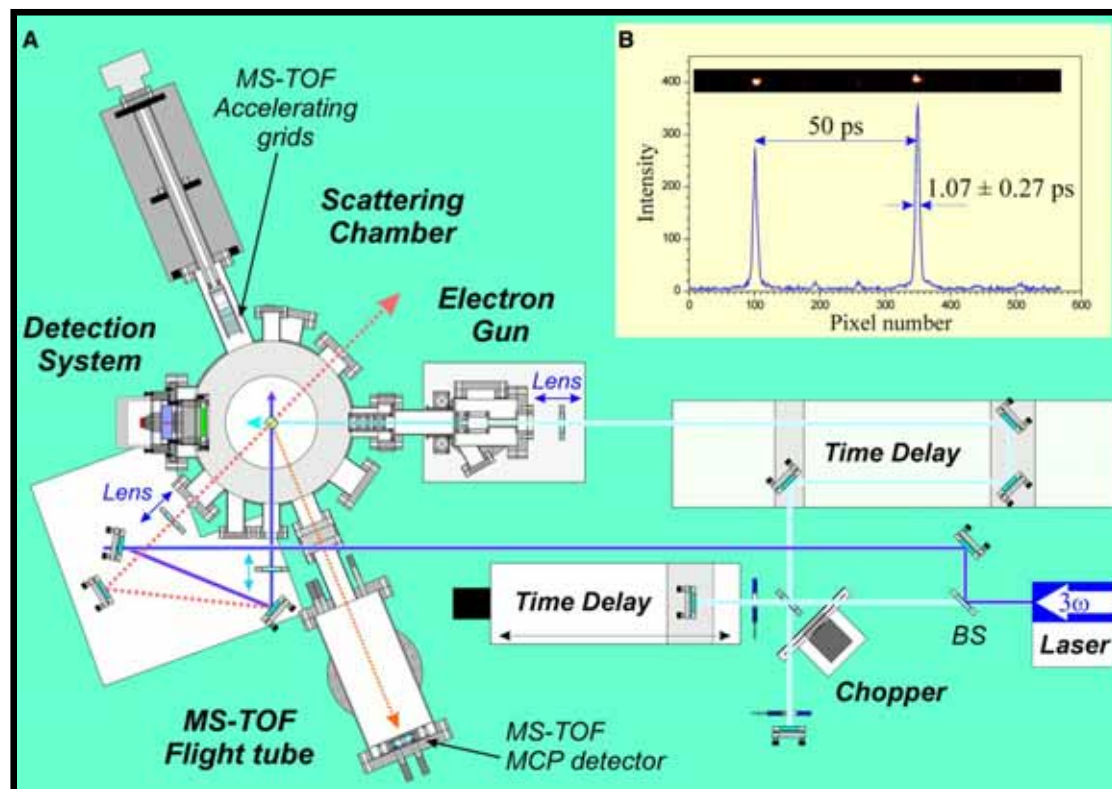 A
MS-TOF
Accelerating
grids
Scattering
Chamber
Electron
Gun
Detection
System
Lens
Lens
Time Delay
Time Delay
BS
3ω
Laser
Chopper
MS-TOF
Flight tube
MS-TOF
MCP detector
B
400
300
200
100
0
Intensity
50 ps
1.07 ± 0.27 ps
0 100 200 300 400 500 600
Pixel number